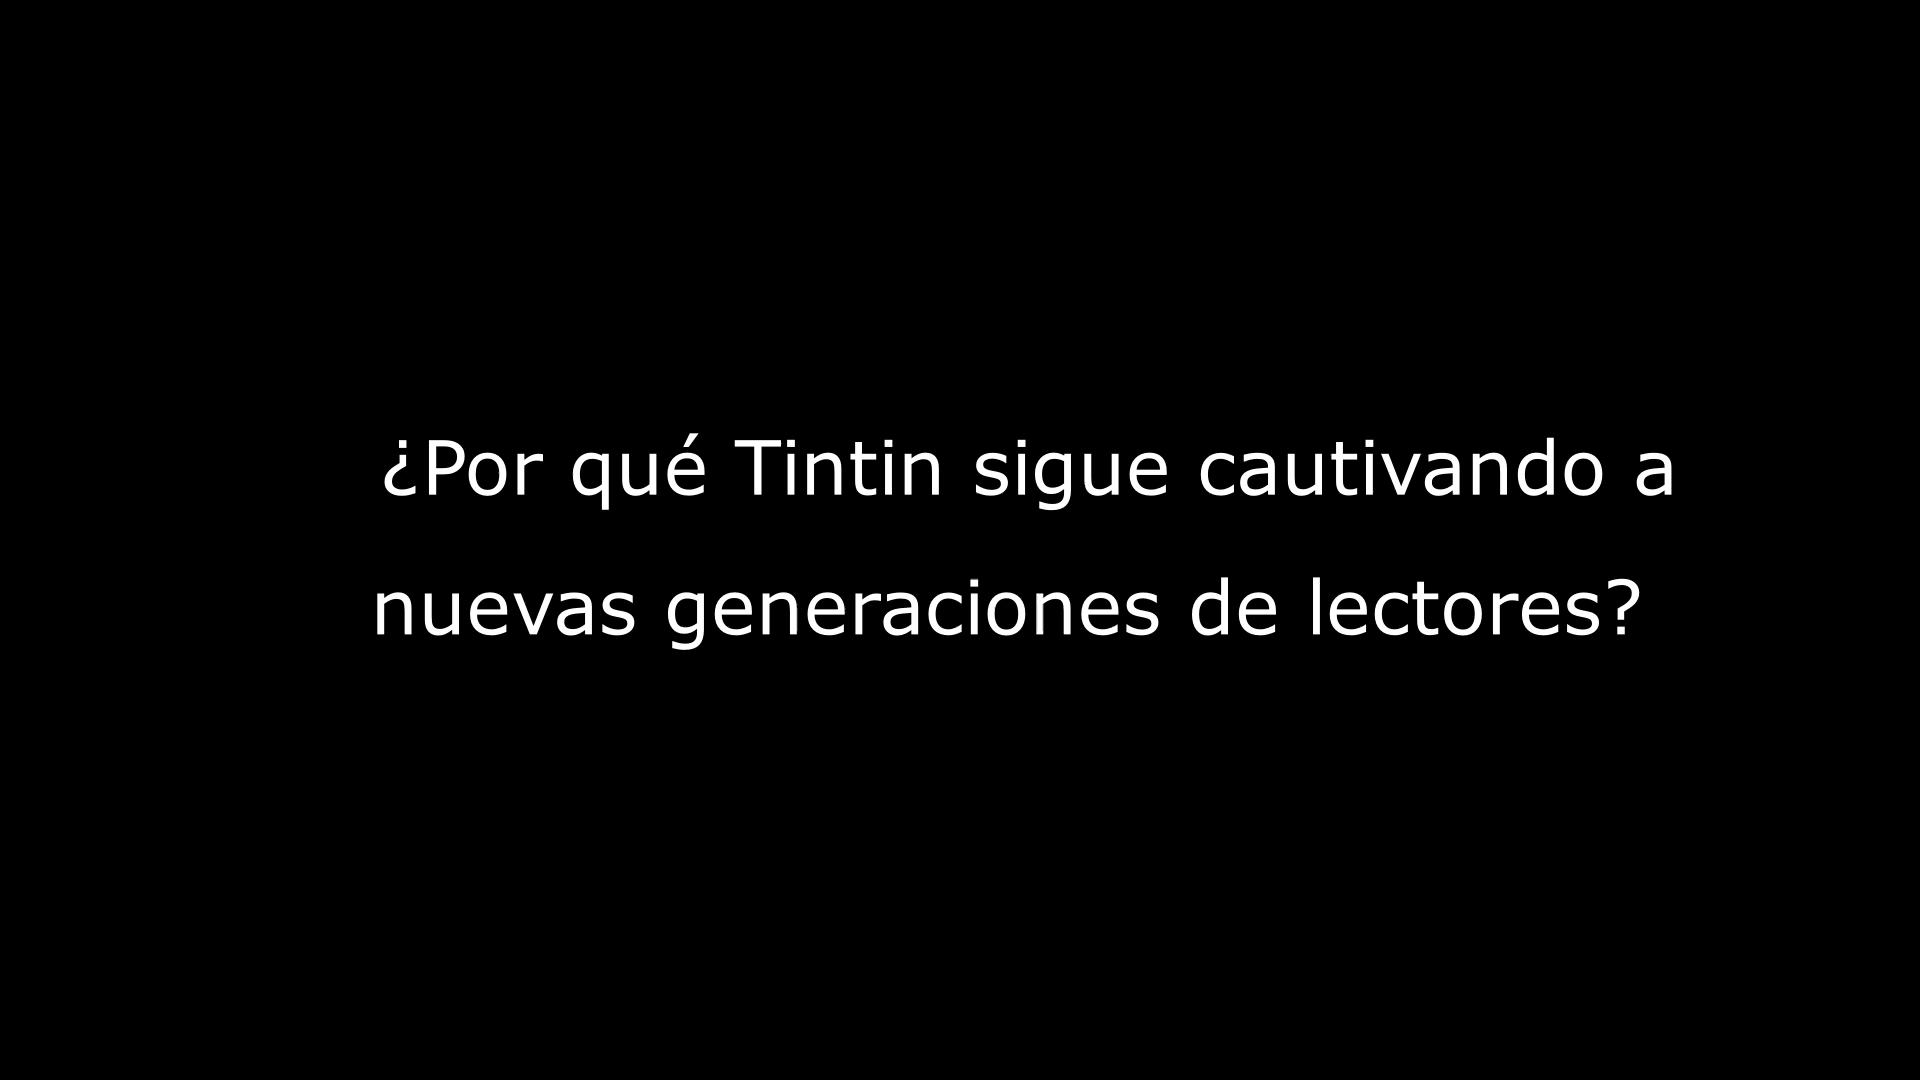 ¿Por qué Tintin sigue cautivando a
nuevas generaciones de lectores?